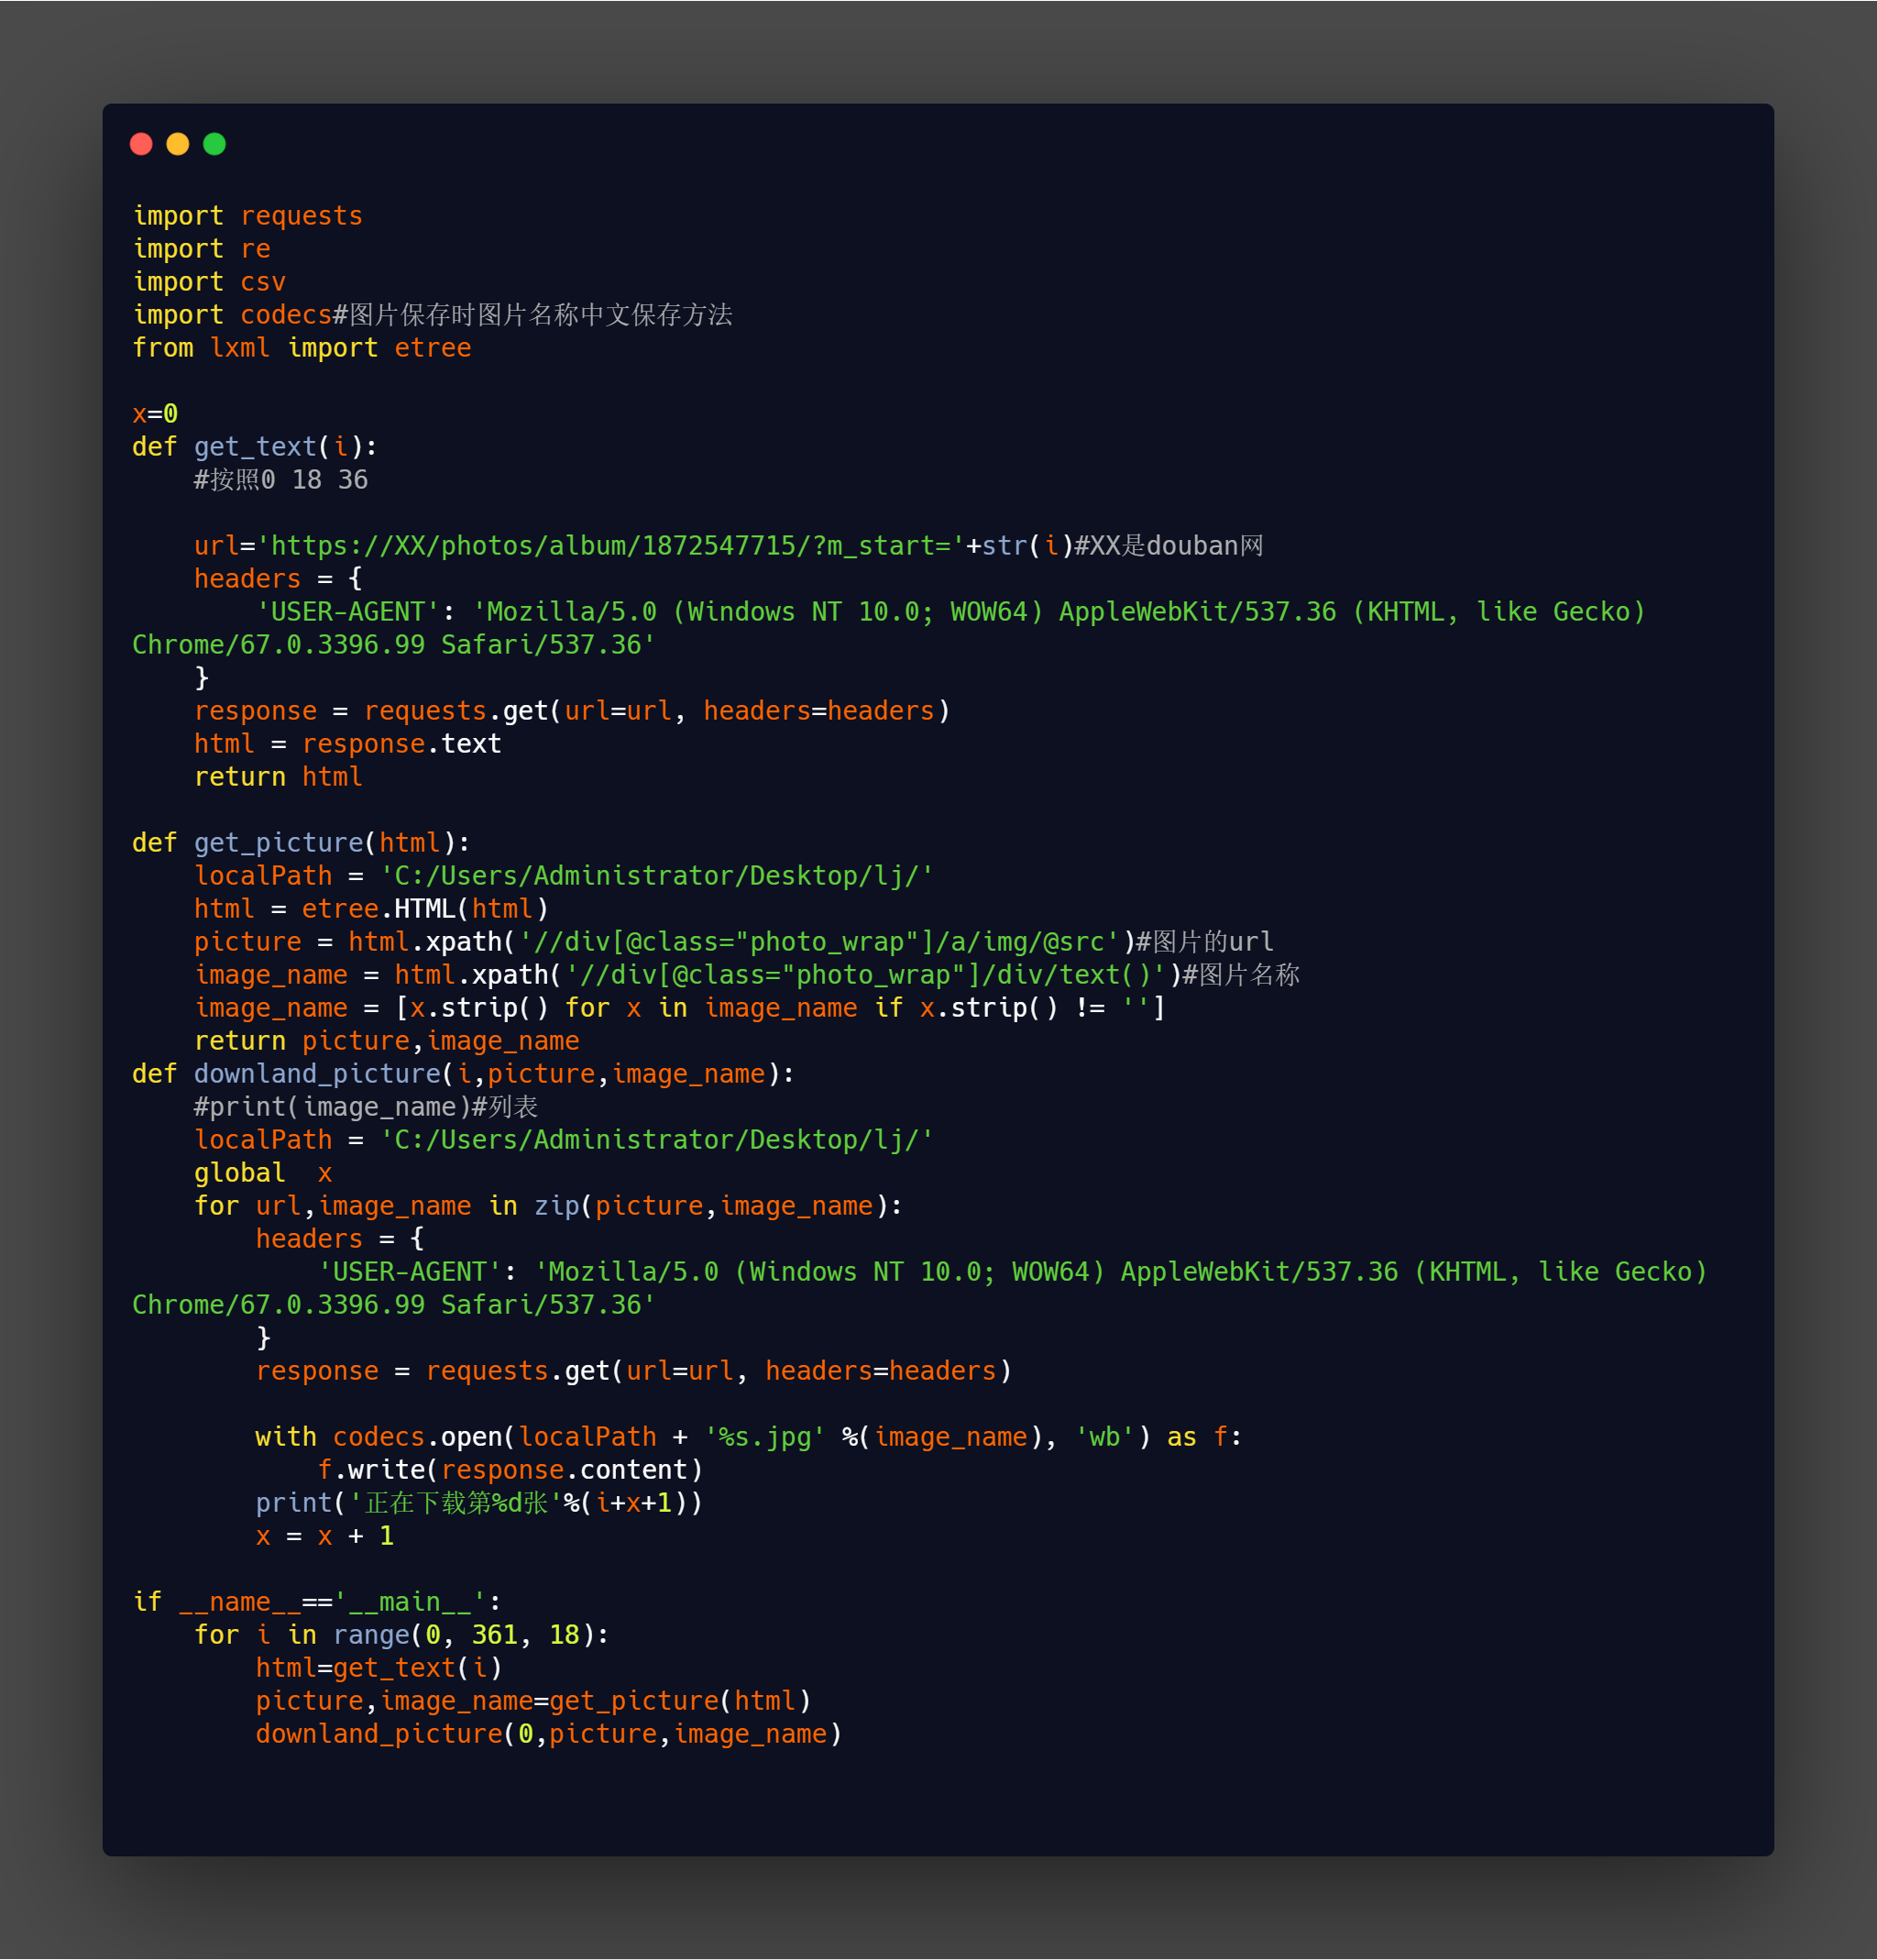 import requests
import re
import csv
import codecs#图片保存时图片名称中文保存方法
from lxml import etree

x=0
def get_text(i):
    #按照0 18 36

    url='https://XX/photos/album/1872547715/?m_start='+str(i)#XX是douban网
    headers = {
        'USER-AGENT': 'Mozilla/5.0 (Windows NT 10.0; WOW64) AppleWebKit/537.36 (KHTML, like Gecko)
Chrome/67.0.3396.99 Safari/537.36'
    }
    response = requests.get(url=url, headers=headers)
    html = response.text
    return html

def get_picture(html):
    localPath = 'C:/Users/Administrator/Desktop/lj/'
    html = etree.HTML(html)
    picture = html.xpath('//div[@class="photo_wrap"]/a/img/@src')#图片的url
    image_name = html.xpath('//div[@class="photo_wrap"]/div/text()')#图片名称
    image_name = [x.strip() for x in image_name if x.strip() != '']
    return picture,image_name
def downland_picture(i,picture,image_name):
    #print(image_name)#列表
    localPath = 'C:/Users/Administrator/Desktop/lj/'
    global  x
    for url,image_name in zip(picture,image_name):
        headers = {
            'USER-AGENT': 'Mozilla/5.0 (Windows NT 10.0; WOW64) AppleWebKit/537.36 (KHTML, like Gecko)
Chrome/67.0.3396.99 Safari/537.36'
        }
        response = requests.get(url=url, headers=headers)

        with codecs.open(localPath + '%s.jpg' %(image_name), 'wb') as f:
            f.write(response.content)
        print('正在下载第%d张'%(i+x+1))
        x = x + 1

if __name__=='__main__':
    for i in range(0, 361, 18):
        html=get_text(i)
        picture,image_name=get_picture(html)
        downland_picture(0,picture,image_name)